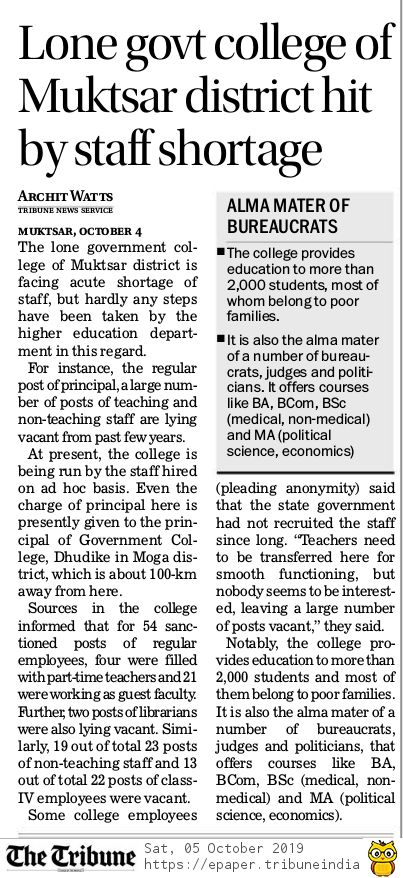 Lone govt college of
Muktsar district hit
by staff shortage
ARCHIT WATTS
TRIBUNE NEWS SERVICE
MUKTSAR, OCTOBER 4
The lone government col-
lege of Muktsar district is
facing acute shortage of
staff, but hardly any steps
have been taken by the
higher education depart-
ment in this regard.
For instance, the regular
post of principal, a large num-
ber of posts of teaching and
non-teaching staff are lying
vacant from past few years.
At present, the college is
being run by the staff hired
on ad hoc basis. Even the
charge of principal here is
presently given to the prin-
cipal of Government Col-
lege, Dhudike in Moga dis-
trict, which is about 100-km
away from here.
Sources in the college
informed that for 54 sanc-
tioned posts of regular
employees, four were filled
with part-time teachers and 21
were working as guest faculty.
Further, two posts of librarians
were also lying vacant. Simi-
larly, 19 out of total 23 posts
of non-teaching staff and 13
out of total 22 posts of class-
IV employees were vacant.
Some college employees
ALMA MATER OF
BUREAUCRATS
■ The college provides
education to more than
2,000 students, most of
whom belong to poor
families.
■ It is also the alma mater
of a number of bureau-
crats, judges and politi-
cians. It offers courses
like BA, BCom, BSc
(medical, non-medical)
and MA (political
science, economics)
(pleading anonymity) said
that the state government
had not recruited the staff
since long. “Teachers need
to be transferred here for
smooth functioning, but
nobody seems to be interest-
ed, leaving a large number
of posts vacant,” they said.
Notably, the college pro-
vides education to more than
2,000 students and most of
them belong to poor families.
It is also the alma mater of a
number of bureaucrats,
judges and politicians, that
offers courses like BA,
BCom, BSc (medical, non-
medical) and MA (political
science, economics).
The Tribune
Sat, 05 October 2019
https://epaper.tribuneindia